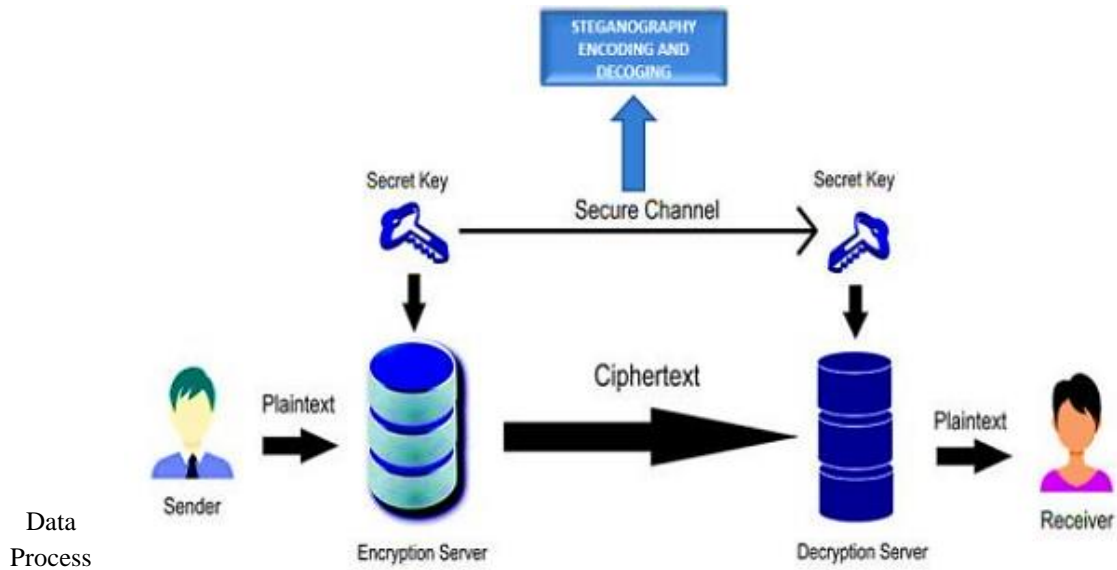 STEGANOGRAPHY
ENCODING AND
DECOGING
Secret Key
Secret Key
Secure Channel
Ciphertext
Plaintext
Plaintext
Sender
Receiver
Data
Process
Encryption Server
Decryption Server